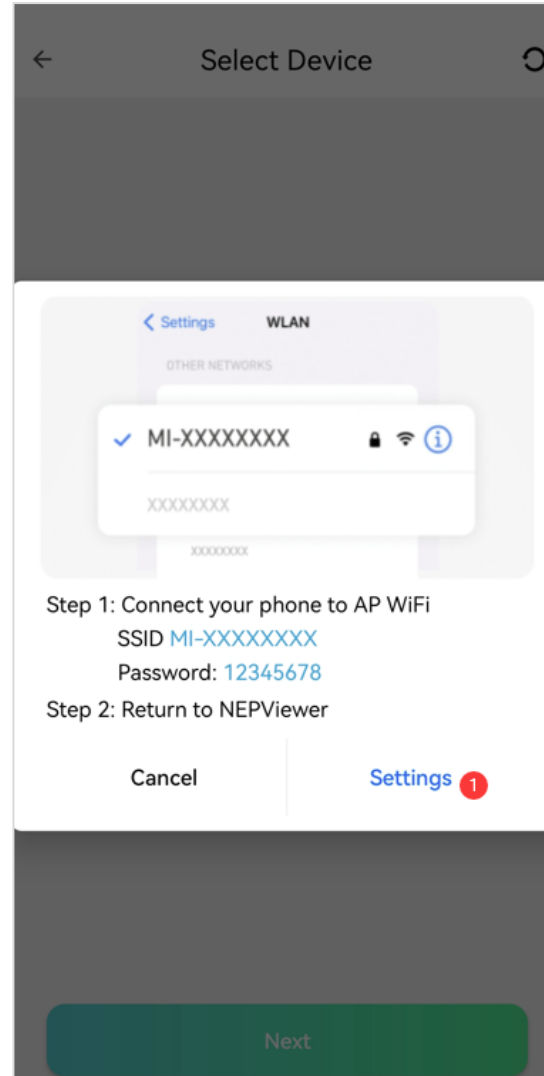 Select Device
Settings WLAN
OTHER NETWORKS
MI-XXXXXXXX
XXXXXXXX
XXXXXXXX
Step 1: Connect your phone to AP WiFi
SSID MI-XXXXXXXX
Password: 12345678
Step 2: Return to NEPViewer
Cancel Settings 1
Next